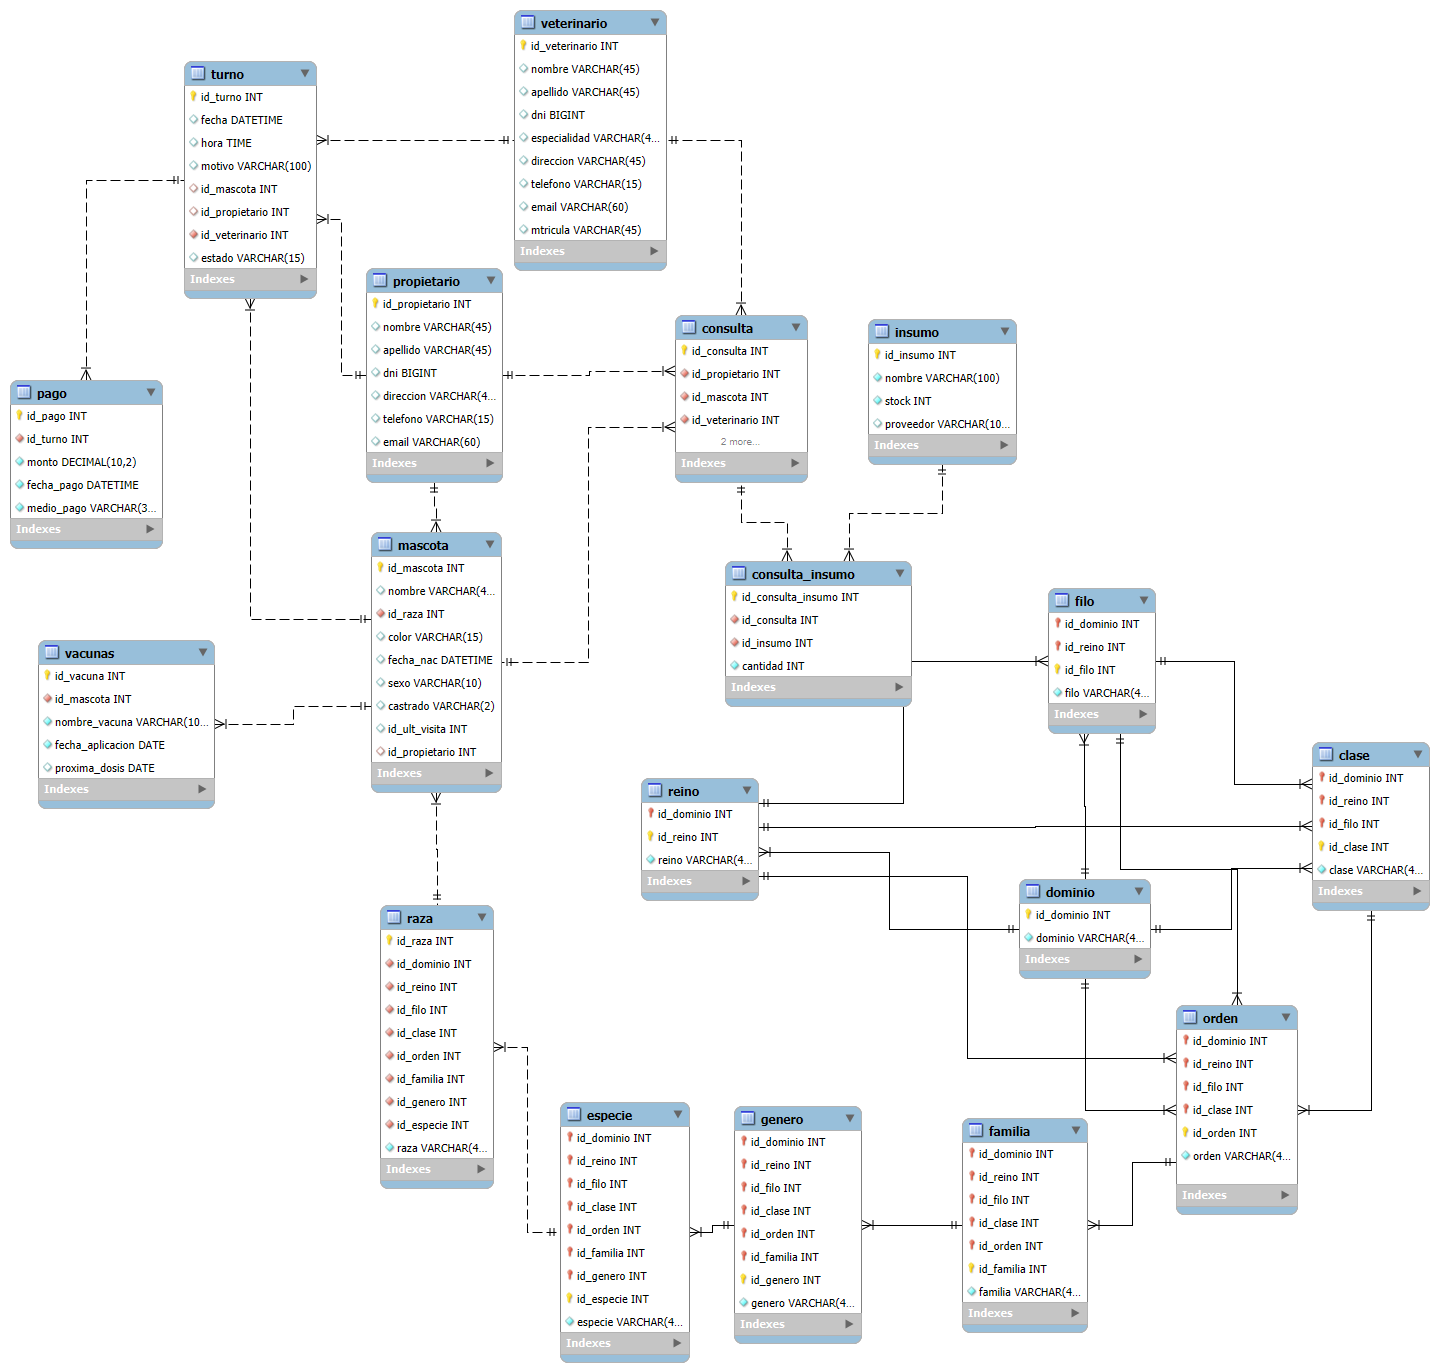 veterinario
id_veterinario INT
nombre VARCHAR(45)
apellido VARCHAR(45)
dni BIGINT
especialidad VARCHAR(4...
direccion VARCHAR(45)
telefono VARCHAR(15)
email VARCHAR(60)
mtricula VARCHAR(45)
Indexes
turno
id_turno INT
fecha DATETIME
hora TIME
motivo VARCHAR(100)
id_mascota INT
id_propietario INT
id_veterinario INT
estado VARCHAR(15)
Indexes
propietario
id_propietario INT
nombre VARCHAR(45)
apellido VARCHAR(45)
dni BIGINT
direccion VARCHAR(4...
telefono VARCHAR(15)
email VARCHAR(60)
Indexes
consulta
id_consulta INT
id_propietario INT
id_mascota INT
id_veterinario INT
2 more...
Indexes
insumo
id_insumo INT
nombre VARCHAR(100)
stock INT
proveedor VARCHAR(10...
Indexes
pago
id_pago INT
id_turno INT
monto DECIMAL(10,2)
fecha_pago DATETIME
medio_pago VARCHAR(3...
Indexes
mascota
id_mascota INT
nombre VARCHAR(4...
id_raza INT
color VARCHAR(15)
fecha_nac DATETIME
sexo VARCHAR(10)
castrado VARCHAR(2)
id_ult_visita INT
id_propietario INT
Indexes
consulta_insumo
id_consulta_insumo INT
id_consulta INT
id_insumo INT
cantidad INT
Indexes
filo
id_dominio INT
id_reino INT
id_filo INT
filo VARCHAR(4...
Indexes
vacunas
id_vacuna INT
id_mascota INT
nombre_vacuna VARCHAR(10...
fecha_aplicacion DATE
proxima_dosis DATE
Indexes
clase
id_dominio INT
id_reino INT
id_filo INT
id_clase INT
clase VARCHAR(4...
Indexes
reino
id_dominio INT
id_reino INT
reino VARCHAR(4...
Indexes
dominio
id_dominio INT
dominio VARCHAR(4...
Indexes
raza
id_raza INT
id_dominio INT
id_reino INT
id_filo INT
id_clase INT
id_orden INT
id_familia INT
id_genero INT
id_especie INT
raza VARCHAR(4...
Indexes
orden
id_dominio INT
id_reino INT
id_filo INT
id_clase INT
id_orden INT
orden VARCHAR(4...
Indexes
especie
id_dominio INT
id_reino INT
id_filo INT
id_clase INT
id_orden INT
id_familia INT
id_genero INT
id_especie INT
especie VARCHAR(4...
Indexes
genero
id_dominio INT
id_reino INT
id_filo INT
id_clase INT
id_orden INT
id_familia INT
id_genero INT
genero VARCHAR(4...
Indexes
familia
id_dominio INT
id_reino INT
id_filo INT
id_clase INT
id_orden INT
id_familia INT
familia VARCHAR(4...
Indexes